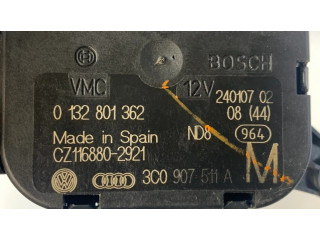 BOSCH
VMC 12V
0 132 801 362
240107 02
08 (44)
Made in Spain
ND8
964
CZ116880-2921
3C0 907 511 A
M